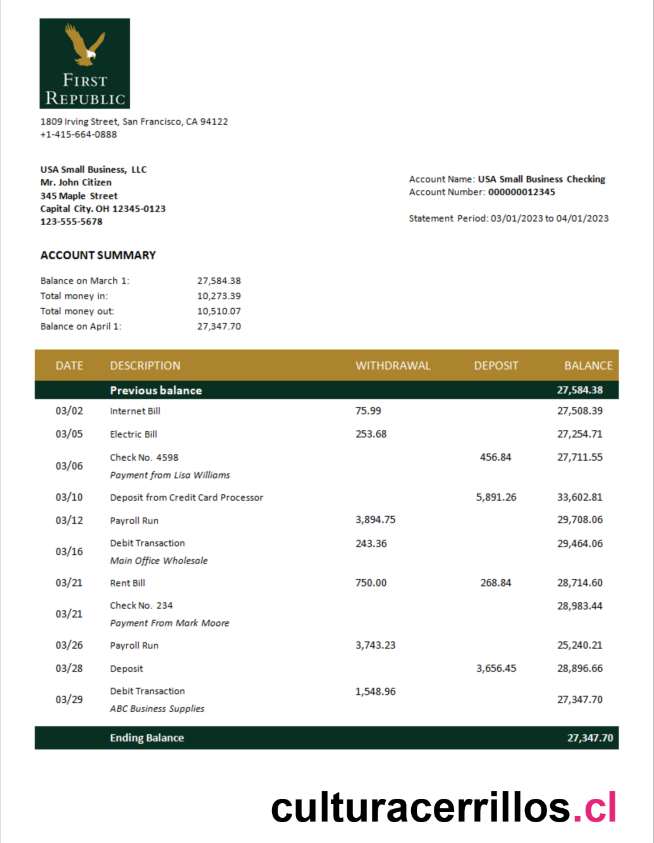 FIRST
REPUBLIC
1809 Irving Street, San Francisco, CA 94122
+1-415-664-0888
USA Small Business, LLC
Mr. John Citizen
345 Maple Street
Capital City. OH 12345-0123
123-555-5678
Account Name: USA Small Business Checking
Account Number: 000000012345
Statement Period: 03/01/2023 to 04/01/2023
ACCOUNT SUMMARY
Balance on March 1: 27,584.38
Total money in: 10,273.39
Total money out: 10,510.07
Balance on April 1: 27,347.70
DATE DESCRIPTION WITHDRAWAL DEPOSIT BALANCE
Previous balance 27,584.38
03/02 Internet Bill 75.99 27,508.39
03/05 Electric Bill 253.68 27,254.71
03/06 Check No. 4598 456.84 27,711.55
Payment from Lisa Williams
03/10 Deposit from Credit Card Processor 5,891.26 33,602.81
03/12 Payroll Run 3,894.75 29,708.06
03/16 Debit Transaction 243.36 29,464.06
Main Office Wholesale
03/21 Rent Bill 750.00 268.84 28,714.60
03/21 Check No. 234 28,983.44
Payment From Mark Moore
03/26 Payroll Run 3,743.23 25,240.21
03/28 Deposit 3,656.45 28,896.66
03/29 Debit Transaction 1,548.96 27,347.70
ABC Business Supplies
Ending Balance 27,347.70
culturacerrillos.cl